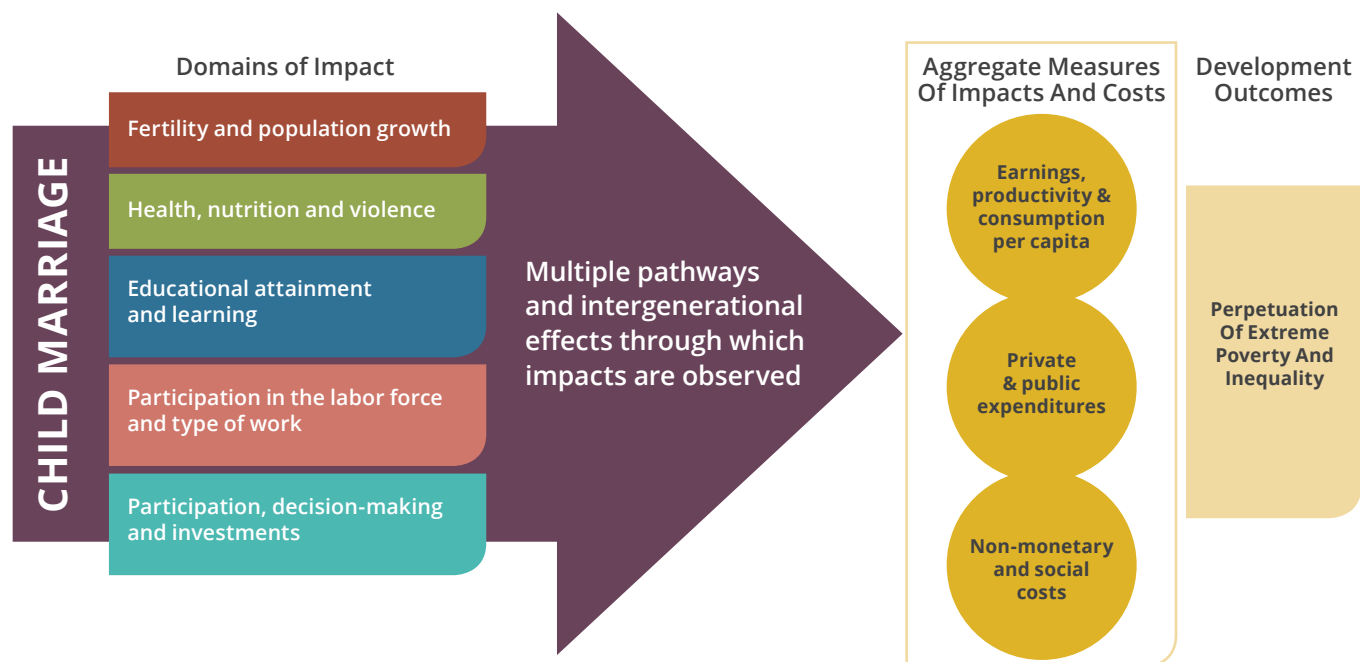 CHILD MARRIAGE
Domains of Impact
Fertility and population growth
Health, nutrition and violence
Educational attainment
and learning
Participation in the labor force
and type of work
Participation, decision-making
and investments
Multiple pathways
and intergenerational
effects through which
impacts are observed
Aggregate Measures
Of Impacts And Costs
Earnings,
productivity &
consumption
per capita
Private
& public
expenditures
Non-monetary
and social
costs
Development
Outcomes
Perpetuation
Of Extreme
Poverty And
Inequality